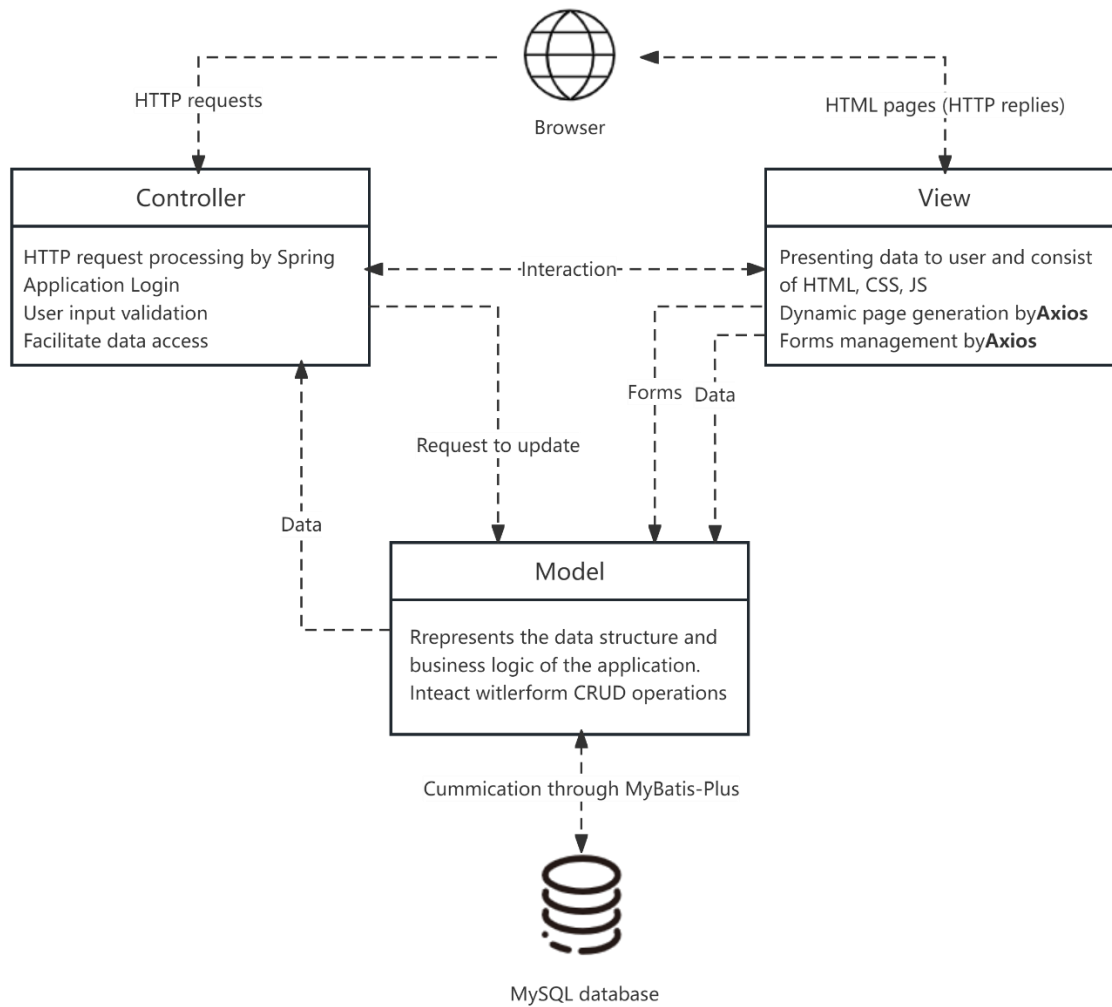 HTTP requests
Browser
HTML pages (HTTP replies)
Controller
HTTP request processing by Spring
Application Login
User input validation
Facilitate data access
Interaction
View
Presenting data to user and consist
of HTML, CSS, JS
Dynamic page generation byAxios
Forms management byAxios
Forms
Data
Request to update
Data
Model
Rrepresents the data structure and
business logic of the application.
Inteact witlerform CRUD operations
Cummication through MyBatis-Plus
MySQL database